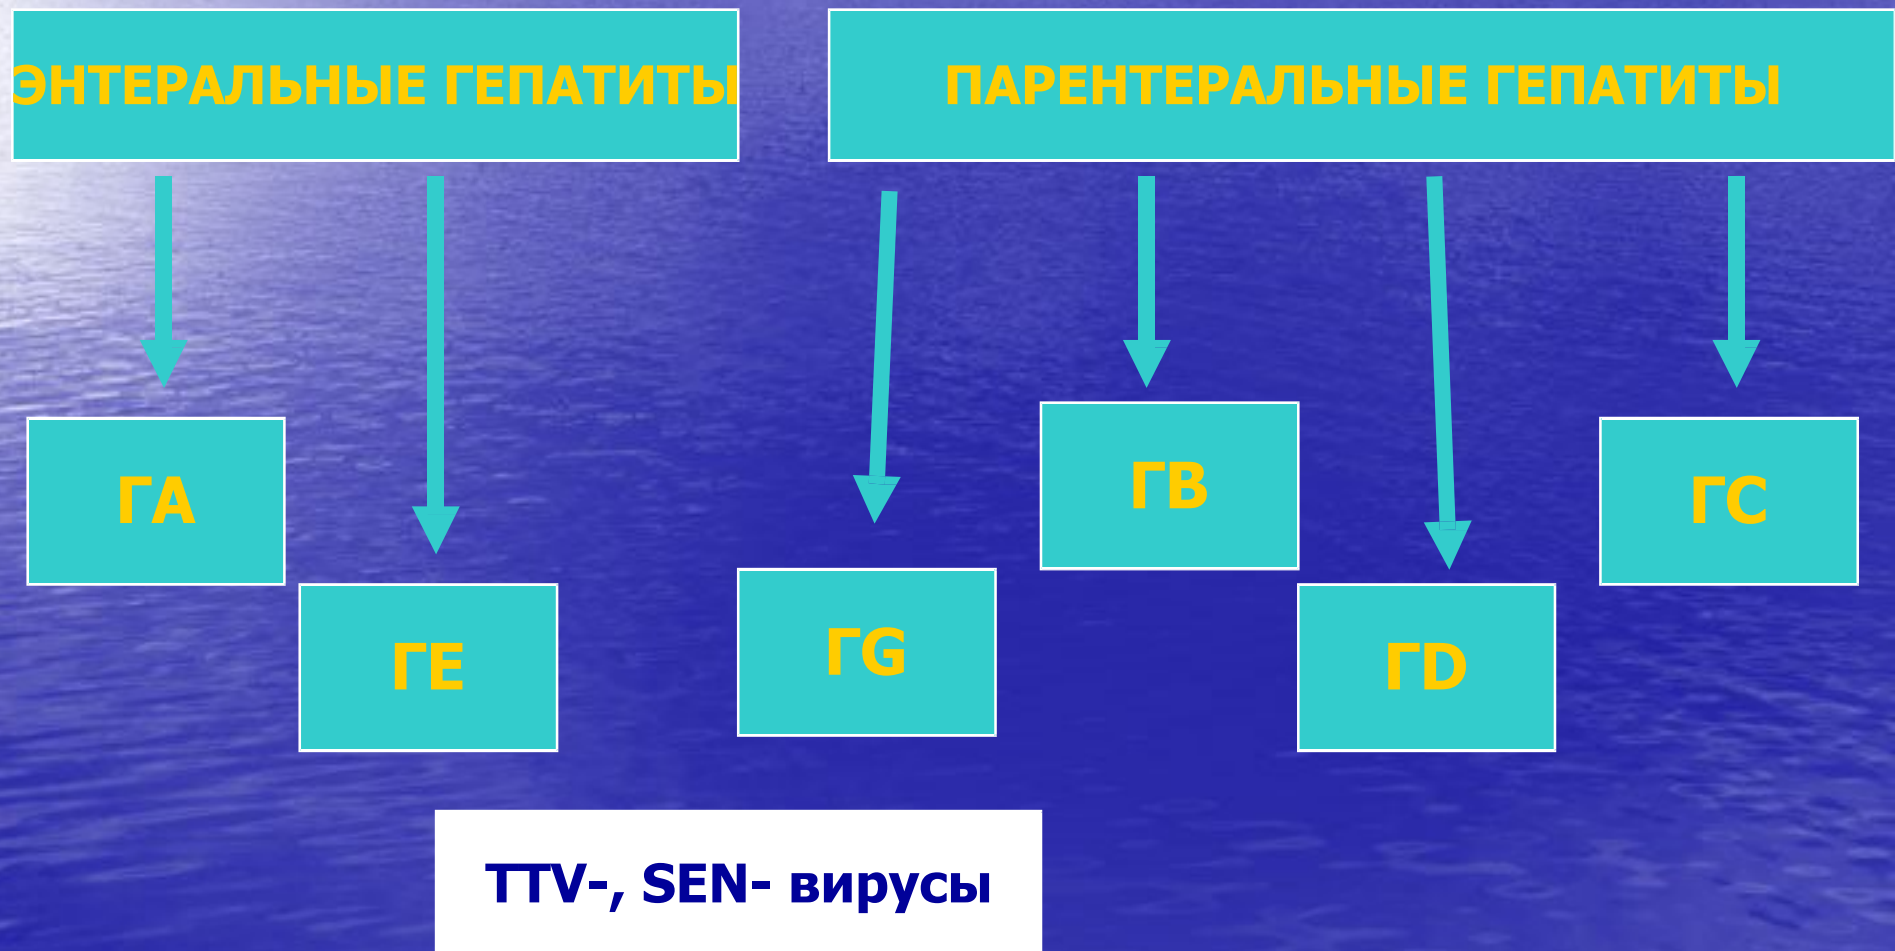 ЭНТЕРАЛЬНЫЕ ГЕПАТИТЫ
ПАРЕНТЕРАЛЬНЫЕ ГЕПАТИТЫ
ГА
ГЕ
ГG
ГВ
ГD
ГС
TTV-, SEN- вирусы